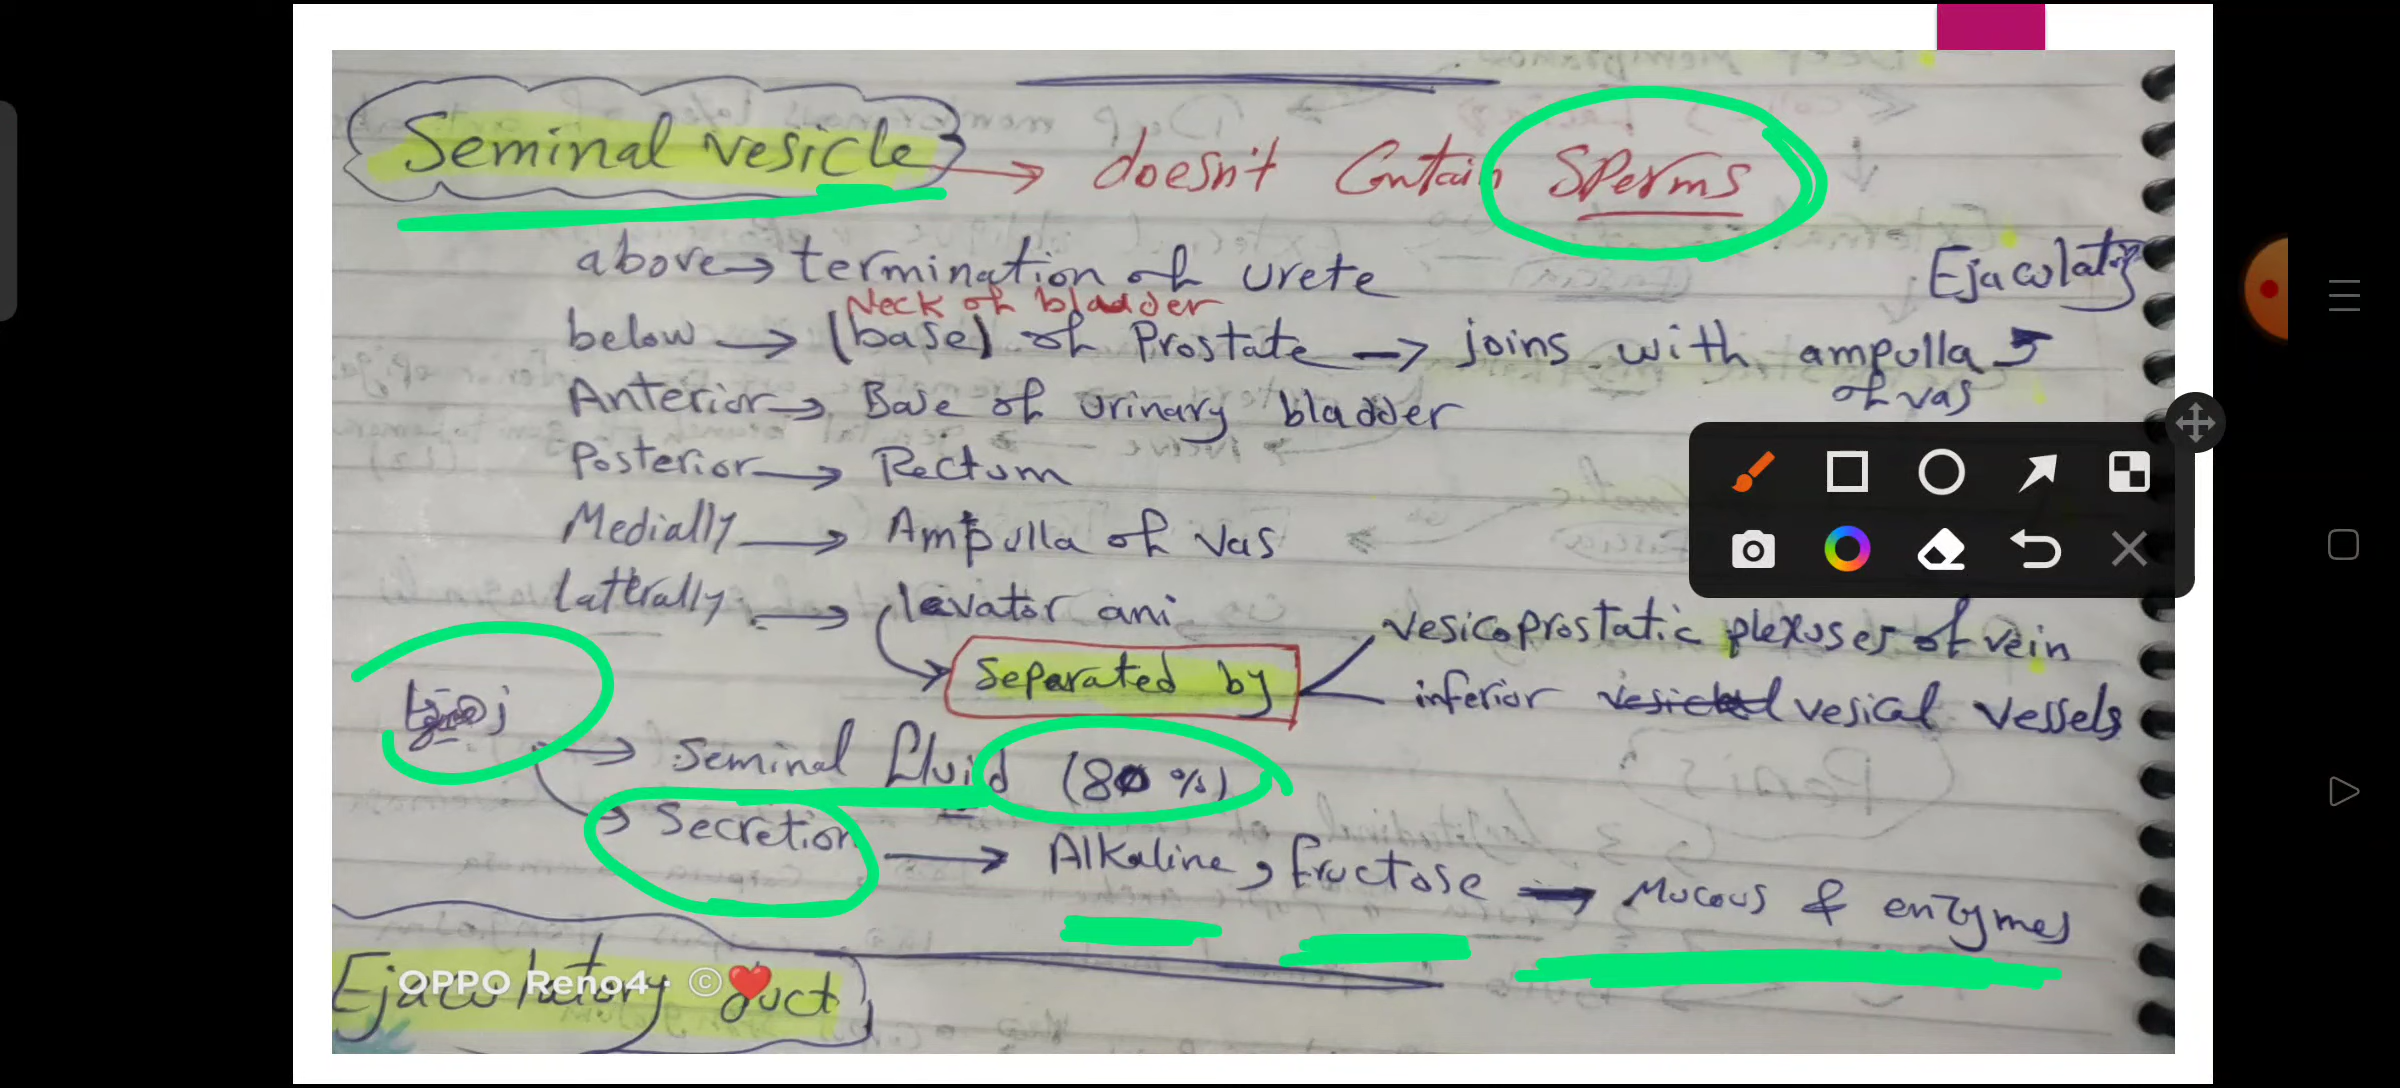 Seminal vesicle → doesn't Contain Sperms
above → termination of urete
Ejaculatory
Neck of bladder
below → (base) of Prostate → joins with ampulla
of vas
Anterior → Base of urinary bladder
Posterior → Rectum
Medially → Ampulla of vas
laterally → levator ani
Separated by
vesicoprostatic plexuses of vein
inferior vesical vessels
→ Seminal fluid (80 %)
→ Secretion → Alkaline, fructose → Mucous & enzymes
Ejaculatory duct
OPPO Reno4 · ©❤